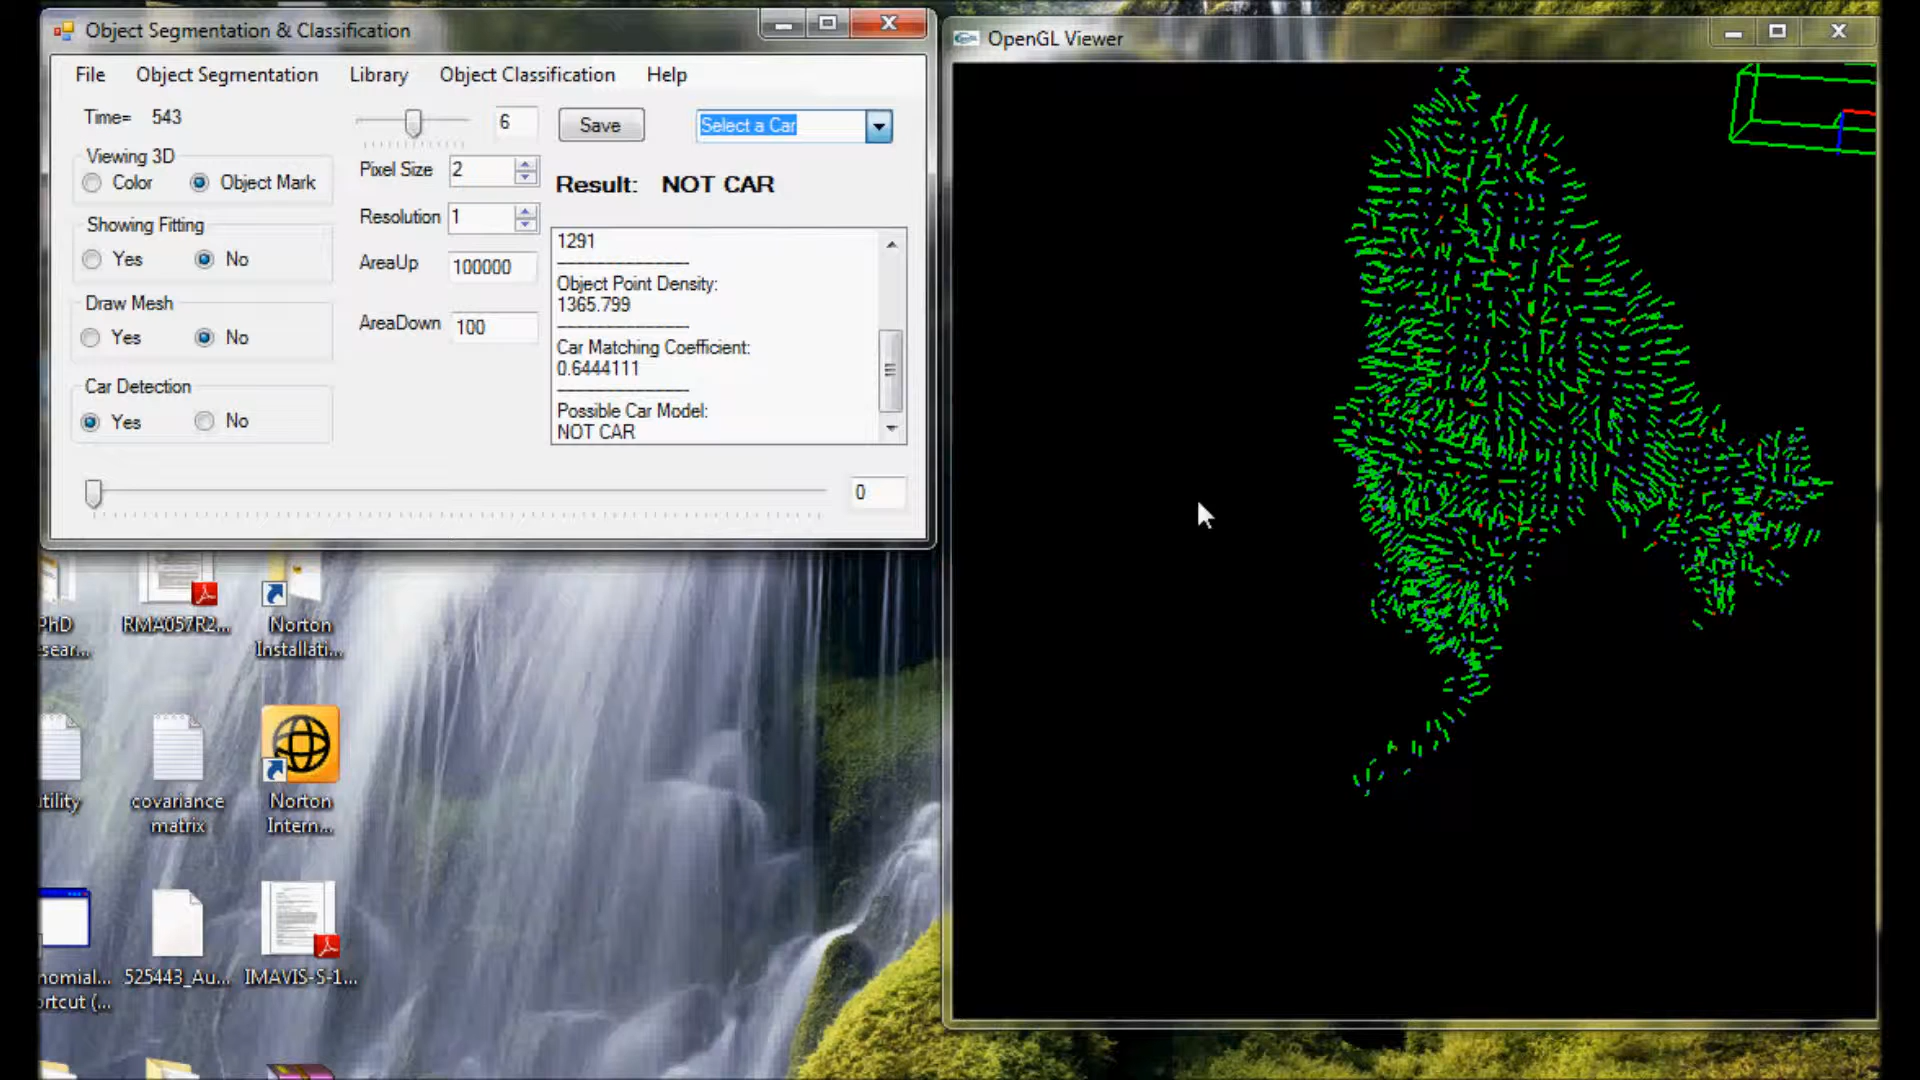 Object Segmentation & Classification
File Object Segmentation Library Object Classification Help
Time= 543
6
Save
Select a Car
Viewing 3D
Color Object Mark
Pixel Size 2
Result: NOT CAR
Showing Fitting
Yes No
Resolution 1
AreaUp 100000
1291
Object Point Density:
1365.799
Draw Mesh
Yes No
AreaDown 100
Car Matching Coefficient:
0.6444111
Car Detection
Yes No
Possible Car Model:
NOT CAR
0
OpenGL Viewer
PhD
sear...
RMA057R2...
Norton
Installati...
covariance
matrix
Norton
Intern...
525443_Au...
IMAVIS-S-1...